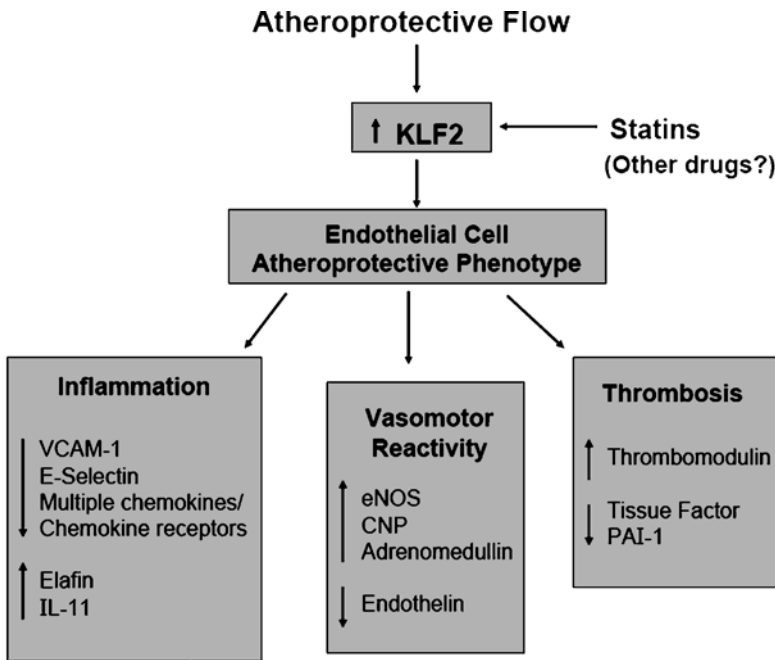 Atheroprotective Flow
↑ KLF2
Statins
(Other drugs?)
Endothelial Cell
Atheroprotective Phenotype
Inflammation
VCAM-1
E-Selectin
Multiple chemokines/
Chemokine receptors
Elafin
IL-11
Vasomotor
Reactivity
eNOS
CNP
Adrenomedullin
Endothelin
Thrombosis
Thrombomodulin
Tissue Factor
PAI-1